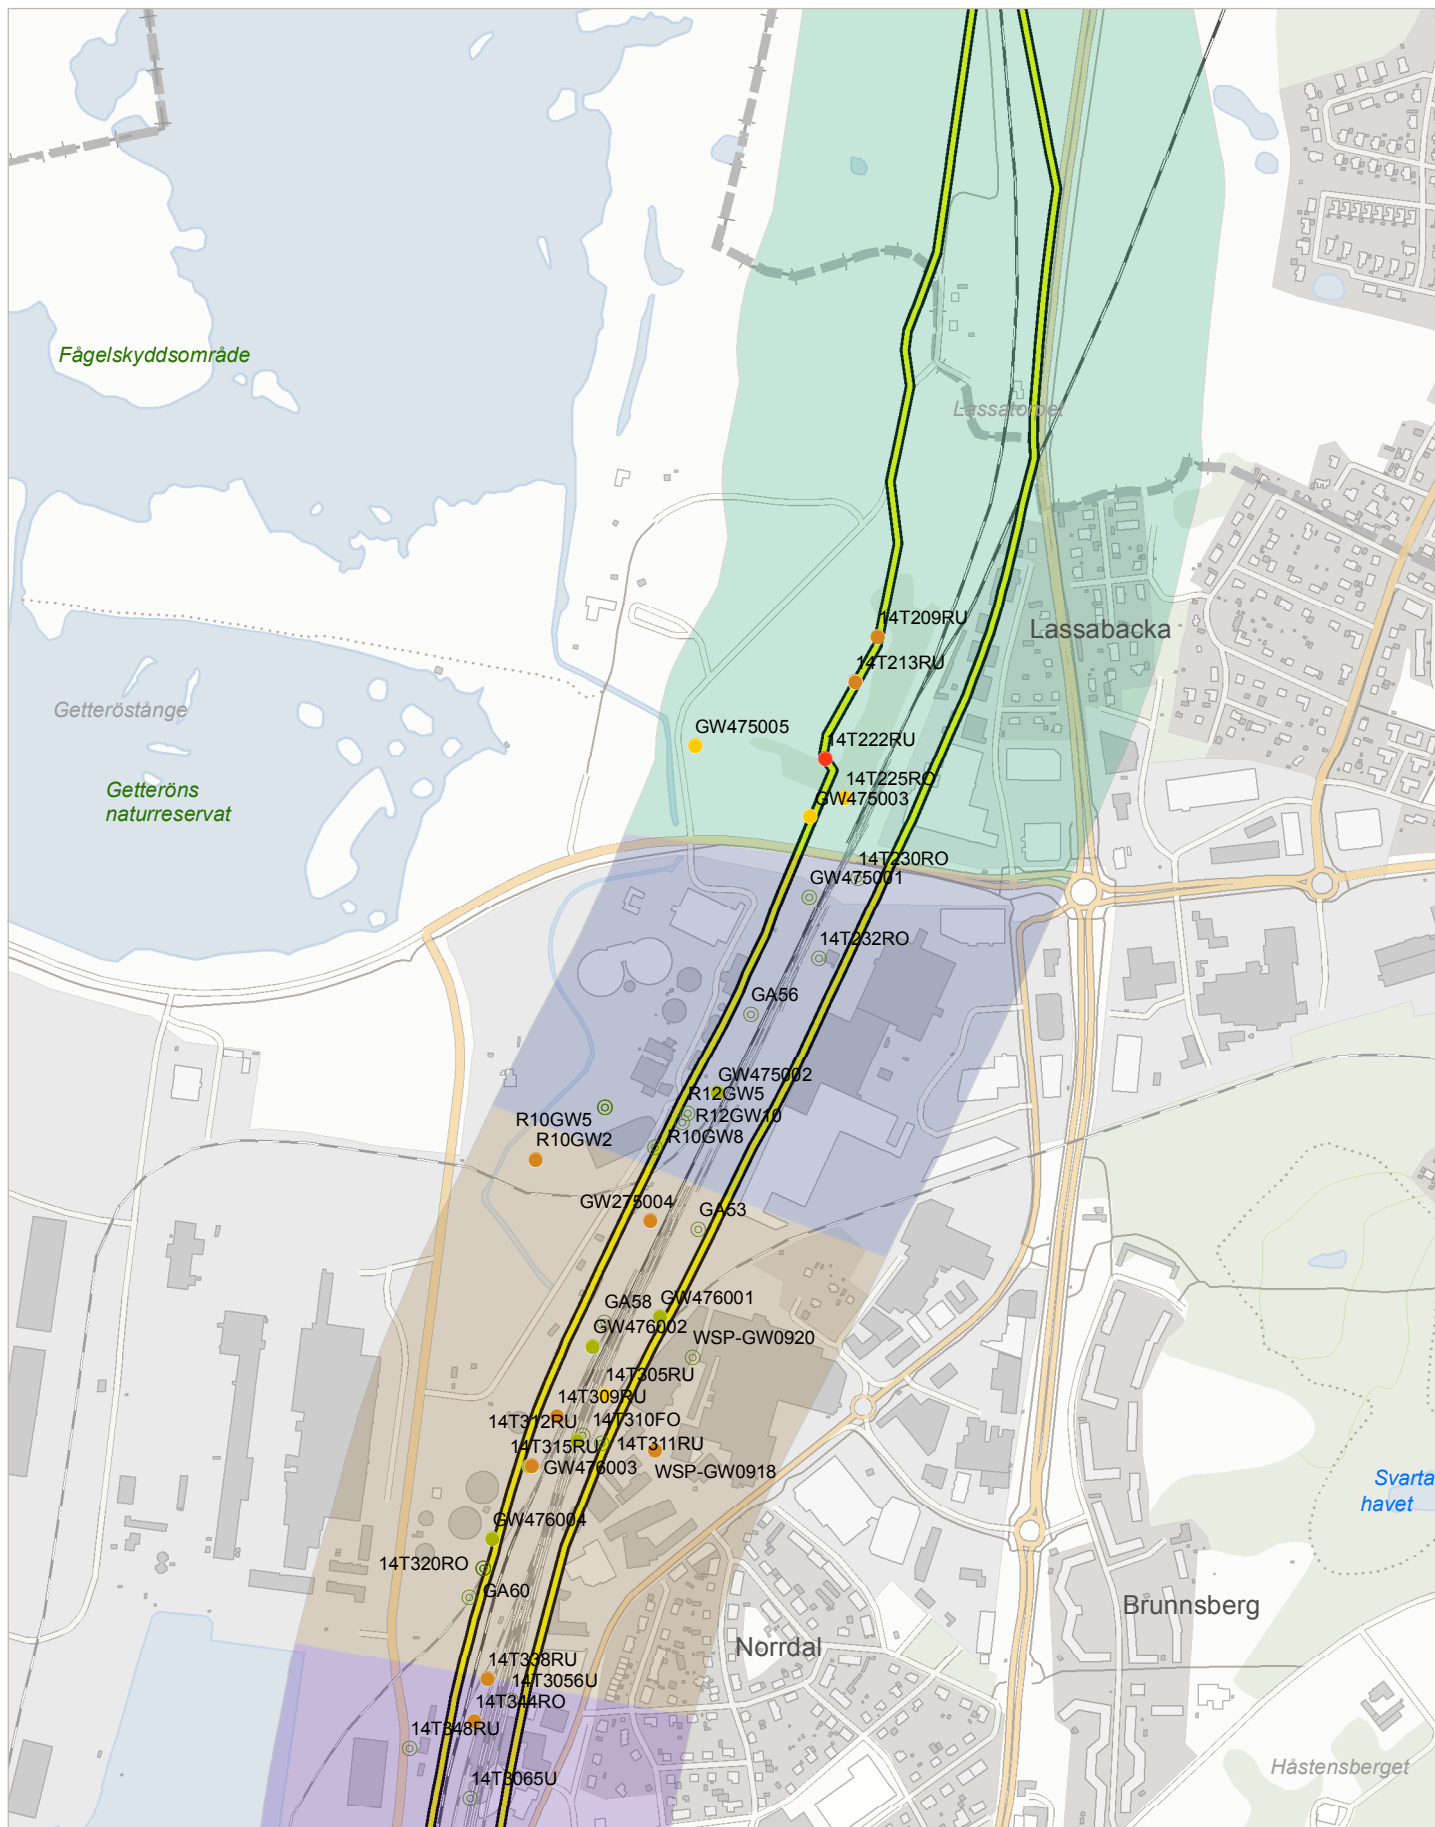 Fågelskyddsområde
Lassatorpet
14T209RU
Lassabacka
14T213RU
Getteröstånge
GW475005
14T222RU
14T225RO
Getteröns
naturreservat
GW475003
14T230RO
GW475001
14T232RO
GA56
GW475002
R12GW5
R10GW5
R12GW10
R10GW2
R10GW8
GW275004
GA53
GA58
GW476001
GW476002
WSP-GW0920
14T305RU
14T309RU
14T312RU
14T310FO
14T315RU
14T311RU
GW476003
WSP-GW0918
Svarta
havet
GW476004
14T320RO
GA60
Brunnsberg
Norrdal
14T338RU
14T3056U
14T344RO
14T348RU
Håstensberget
14T3065U